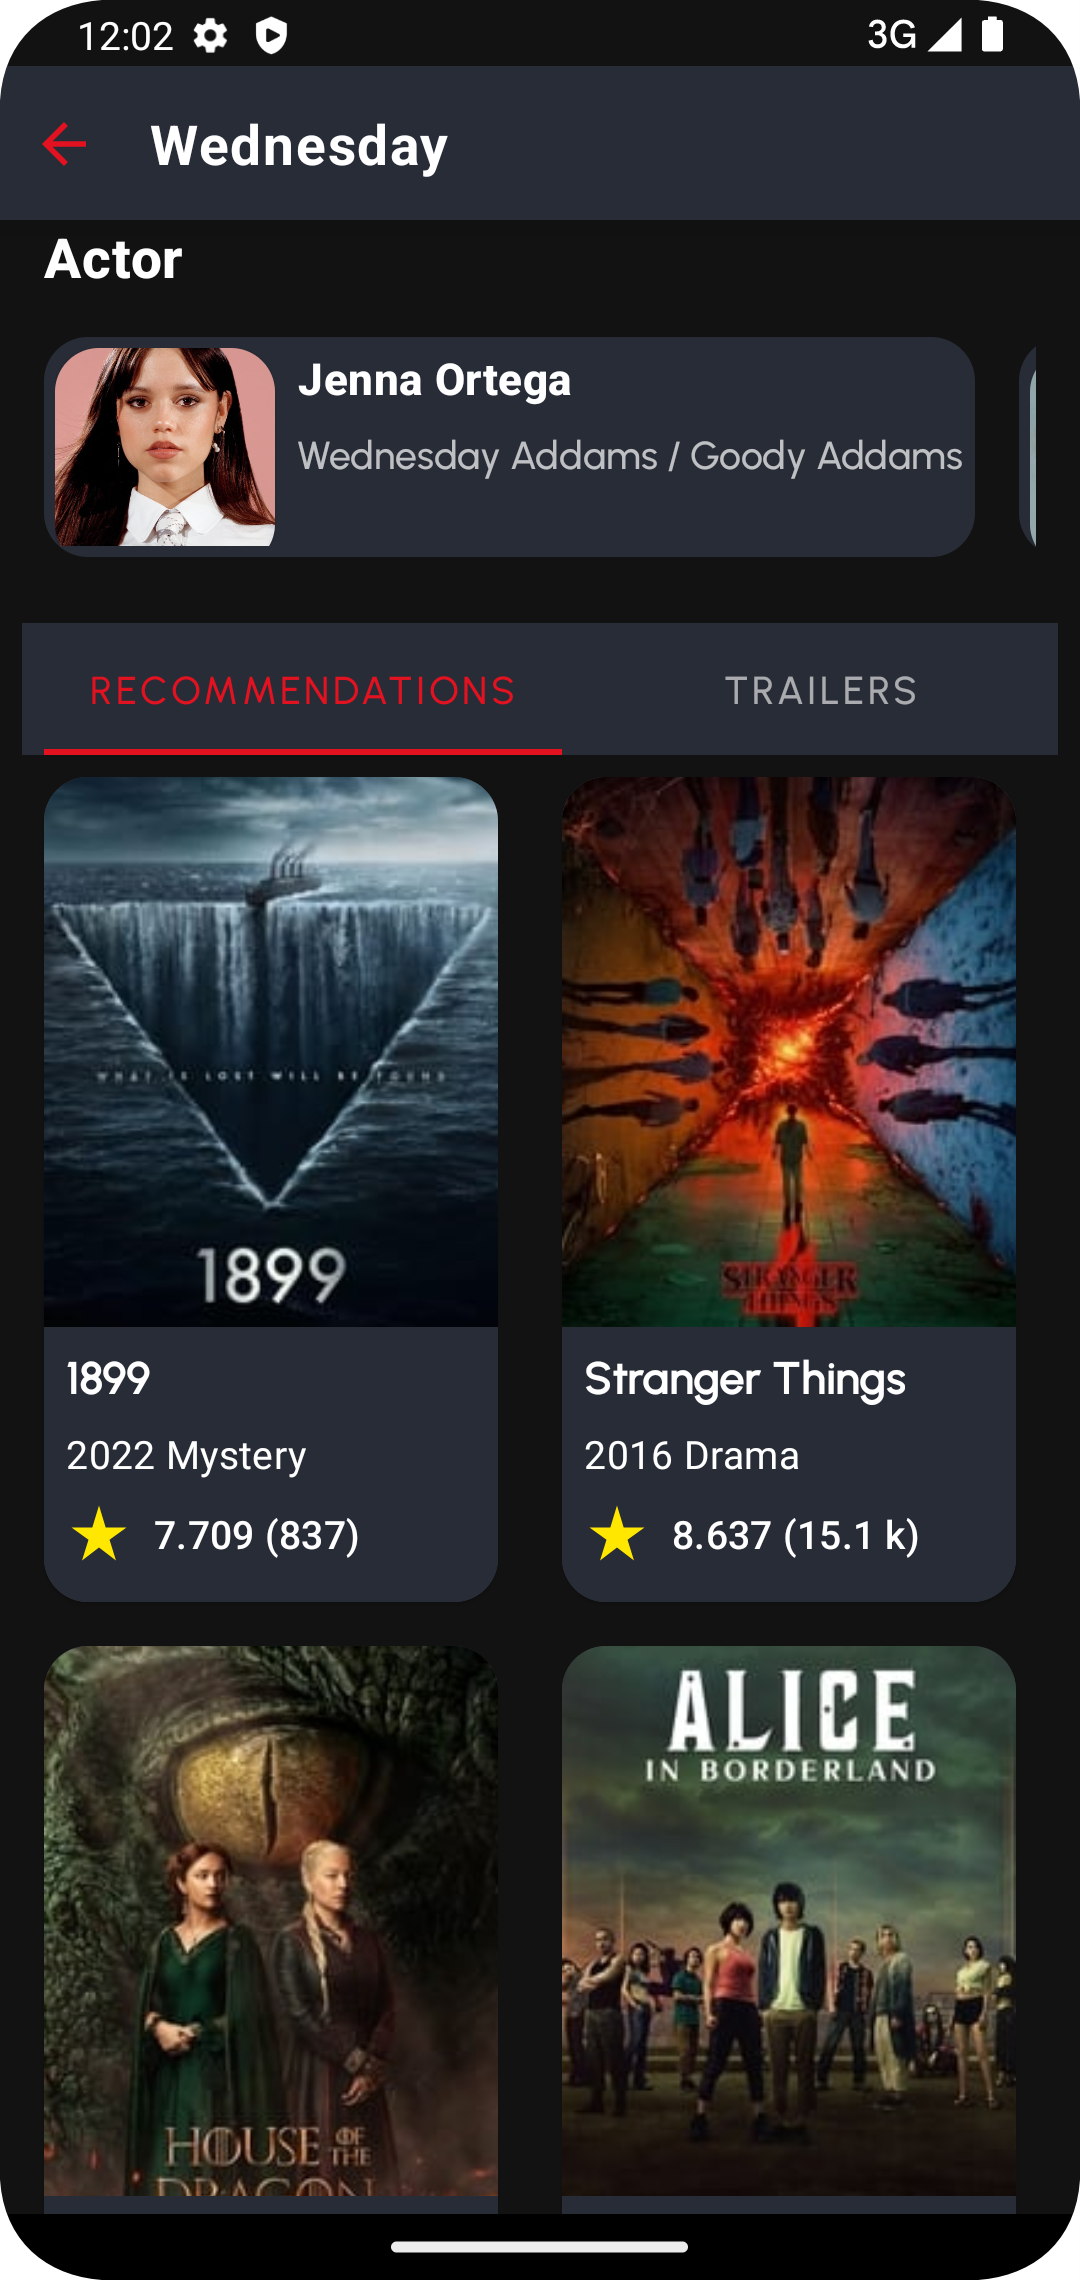 12:02
3G
Wednesday
Actor
Jenna Ortega
Wednesday Addams / Goody Addams
RECOMMENDATIONS
TRAILERS
WHAT IS LOST WILL BE FOUND
1899
STRANGER
THINGS
1899
2022 Mystery
7.709 (837)
Stranger Things
2016 Drama
8.637 (15.1 k)
HOUSE OF THE
DRAGON
ALICE
IN BORDERLAND